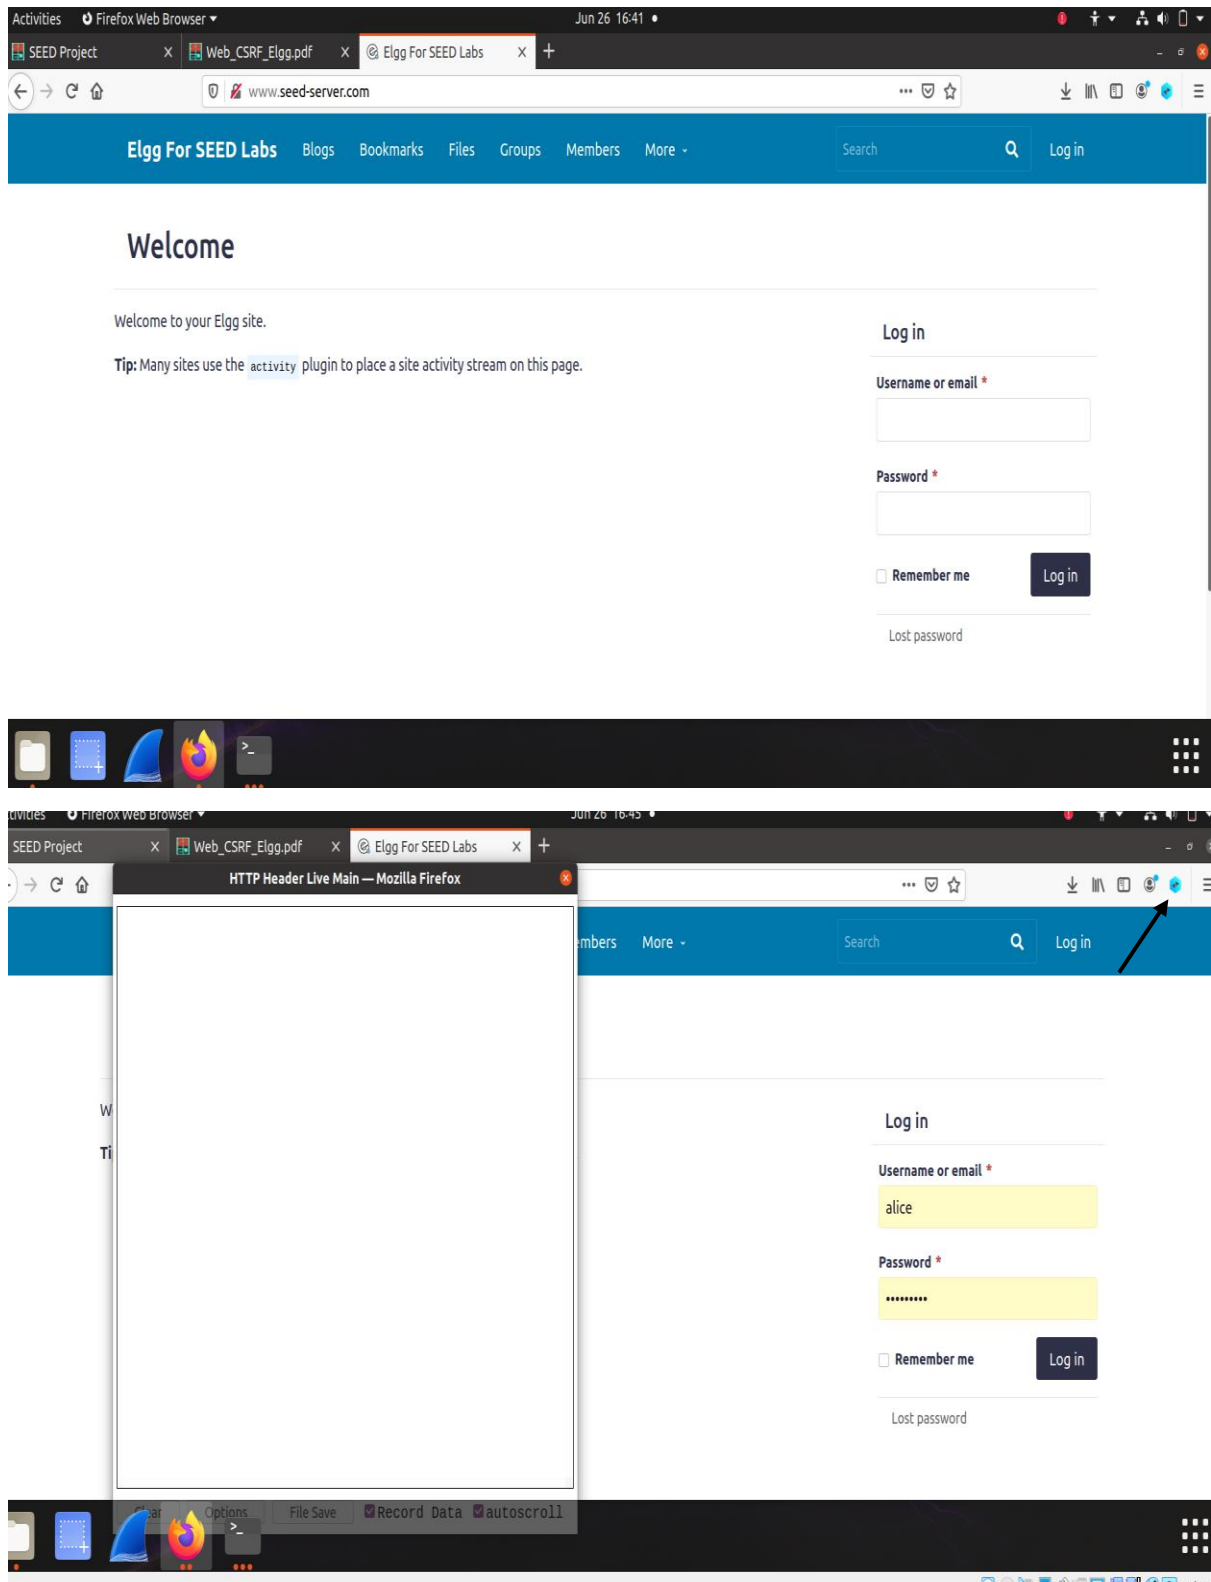 Activities Firefox Web Browser Jun 26 16:41
SEED Project Web_CSRF_Elgg.pdf Elgg For SEED Labs
www.seed-server.com
Elgg For SEED Labs Blogs Bookmarks Files Groups Members More Search Log in
Welcome
Welcome to your Elgg site.
Tip: Many sites use the activity plugin to place a site activity stream on this page.
Log in
Username or email *
Password *
Remember me Log in
Lost password
Firefox Web Browser Jun 26 16:45
SEED Project Web_CSRF_Elgg.pdf Elgg For SEED Labs
HTTP Header Live Main — Mozilla Firefox
More Search Log in
Log in
Username or email *
alice
Password *
•••••••••
Remember me Log in
Lost password
Clear Options File Save Record Data autoscroll